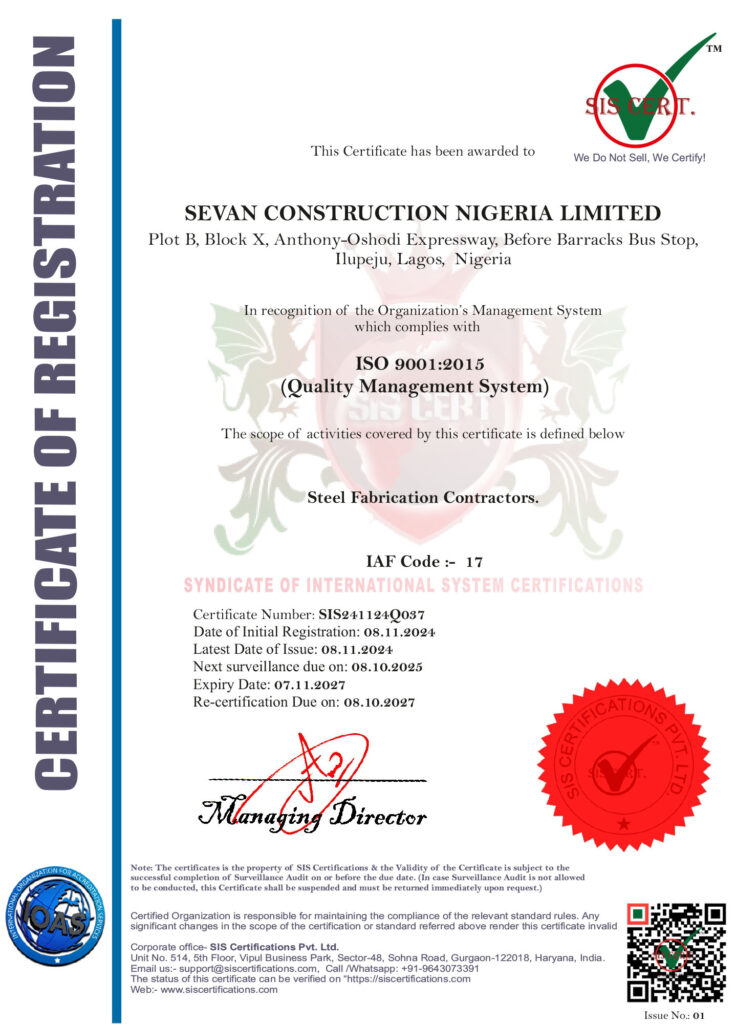 CERTIFICATE OF REGISTRATION
SIS CERT.
TM
We Do Not Sell, We Certify!
This Certificate has been awarded to
SEVAN CONSTRUCTION NIGERIA LIMITED
Plot B, Block X, Anthony-Oshodi Expressway, Before Barracks Bus Stop,
Ilupeju, Lagos, Nigeria
In recognition of the Organization's Management System
which complies with
ISO 9001:2015
(Quality Management System)
SIS CERT
The scope of activities covered by this certificate is defined below
Steel Fabrication Contractors.
IAF Code :- 17
SYNDICATE OF INTERNATIONAL SYSTEM CERTIFICATIONS
Certificate Number: SIS241124Q037
Date of Initial Registration: 08.11.2024
Latest Date of Issue: 08.11.2024
Next surveillance due on: 08.10.2025
Expiry Date: 07.11.2027
Re-certification Due on: 08.10.2027
Managing Director
SIS CERTIFICATIONS PVT. LTD.
SIS CERT.
Note: The certificates is the property of SIS Certifications & the Validity of the Certificate is subject to the
successful completion of Surveillance Audit on or before the due date. (In case Surveillance Audit is not allowed
to be conducted, this Certificate shall be suspended and must be returned immediately upon request.)
INTERNATIONAL ORGANIZATION FOR ACCREDITATION SERVICES
IOAS
Certified Organization is responsible for maintaining the compliance of the relevant standard rules. Any
significant changes in the scope of the certification or standard referred above render this certificate invalid
Corporate office- SIS Certifications Pvt. Ltd.
Unit No. 514, 5th Floor, Vipul Business Park, Sector-48, Sohna Road, Gurgaon-122018, Haryana, India.
Email us:- support@siscertifications.com, Call /Whatsapp: +91-9643073391
The status of this certificate can be verified on "https://siscertifications.com
Web:- www.siscertifications.com
Issue No.: 01